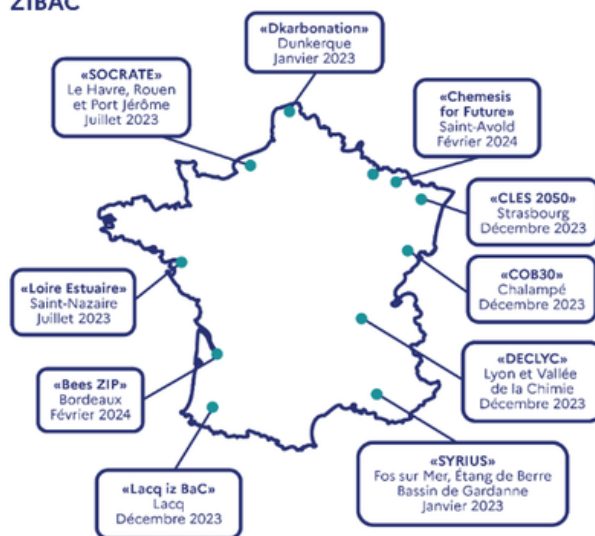 ZIBAC
«Dkarbonation»
Dunkerque
Janvier 2023
«SOCRATE»
Le Havre, Rouen
et Port Jérôme
Juillet 2023
«Chemesis
for Future»
Saint-Avold
Février 2024
«CLES 2050»
Strasbourg
Décembre 2023
«COB30»
Chalampé
Décembre 2023
«Loire Estuaire»
Saint-Nazaire
Juillet 2023
«DECLYC»
Lyon et Vallée
de la Chimie
Décembre 2023
«Bees ZIP»
Bordeaux
Février 2024
«SYRIUS»
Fos sur Mer, Étang de Berre
Bassin de Gardanne
Janvier 2023
«Lacq iz BaC»
Lacq
Décembre 2023